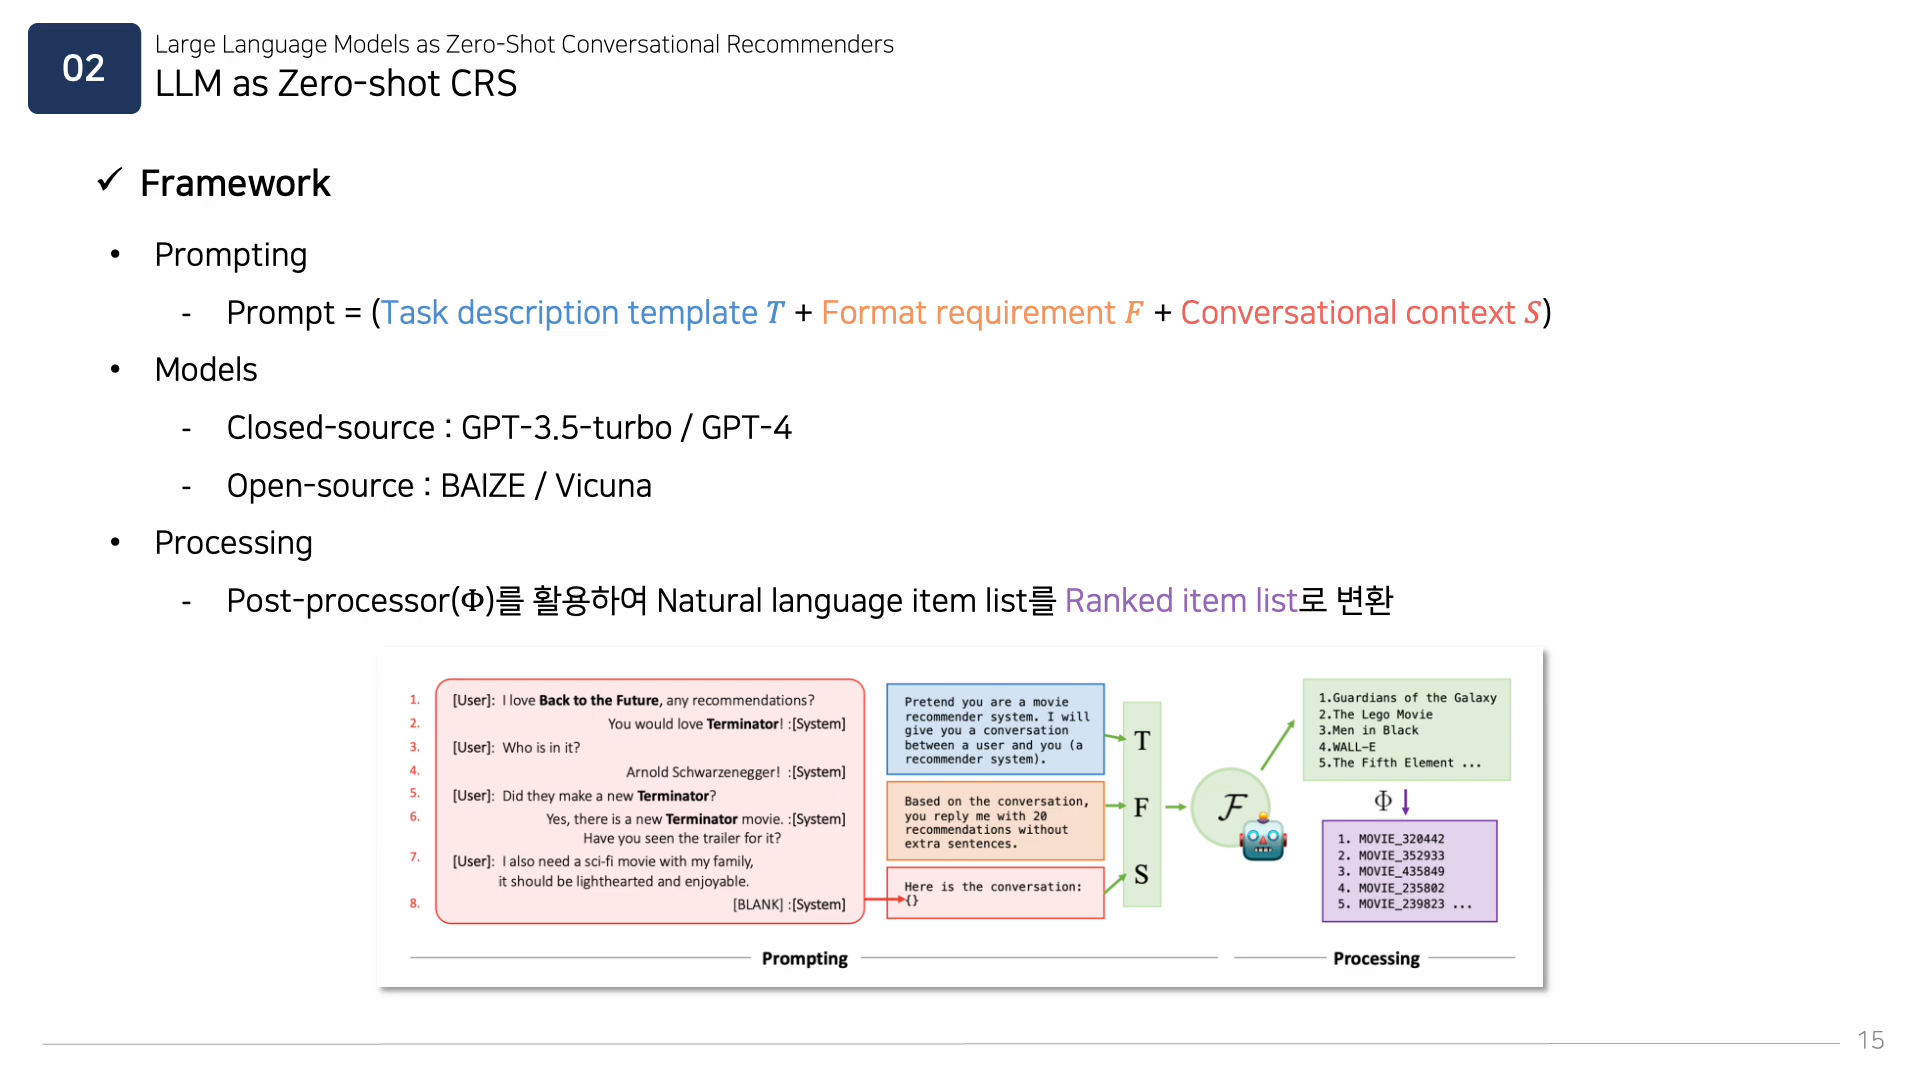 02
Large Language Models as Zero-Shot Conversational Recommenders
LLM as Zero-shot CRS
✓ Framework
• Prompting
- Prompt = (Task description template T + Format requirement F + Conversational context S)
• Models
- Closed-source : GPT-3.5-turbo / GPT-4
- Open-source : BAIZE / Vicuna
• Processing
- Post-processor(Φ)를 활용하여 Natural language item list를 Ranked item list로 변환
1. [User]: I love Back to the Future, any recommendations?
2. You would love Terminator! :[System]
3. [User]: Who is in it?
4. Arnold Schwarzenegger! :[System]
5. [User]: Did they make a new Terminator?
6. Yes, there is a new Terminator movie. :[System]
Have you seen the trailer for it?
7. [User]: I also need a sci-fi movie with my family,
it should be lighthearted and enjoyable.
8. [BLANK] :[System]
Pretend you are a movie
recommender system. I will
give you a conversation
between a user and you (a
recommender system).
Based on the conversation,
you reply me with 20
recommendations without
extra sentences.
Here is the conversation:
{}
T
F
S
F
1.Guardians of the Galaxy
2.The Lego Movie
3.Men in Black
4.WALL-E
5.The Fifth Element ...
Φ
1. MOVIE_320442
2. MOVIE_352933
3. MOVIE_435849
4. MOVIE_235802
5. MOVIE_239823 ...
Prompting
Processing
15